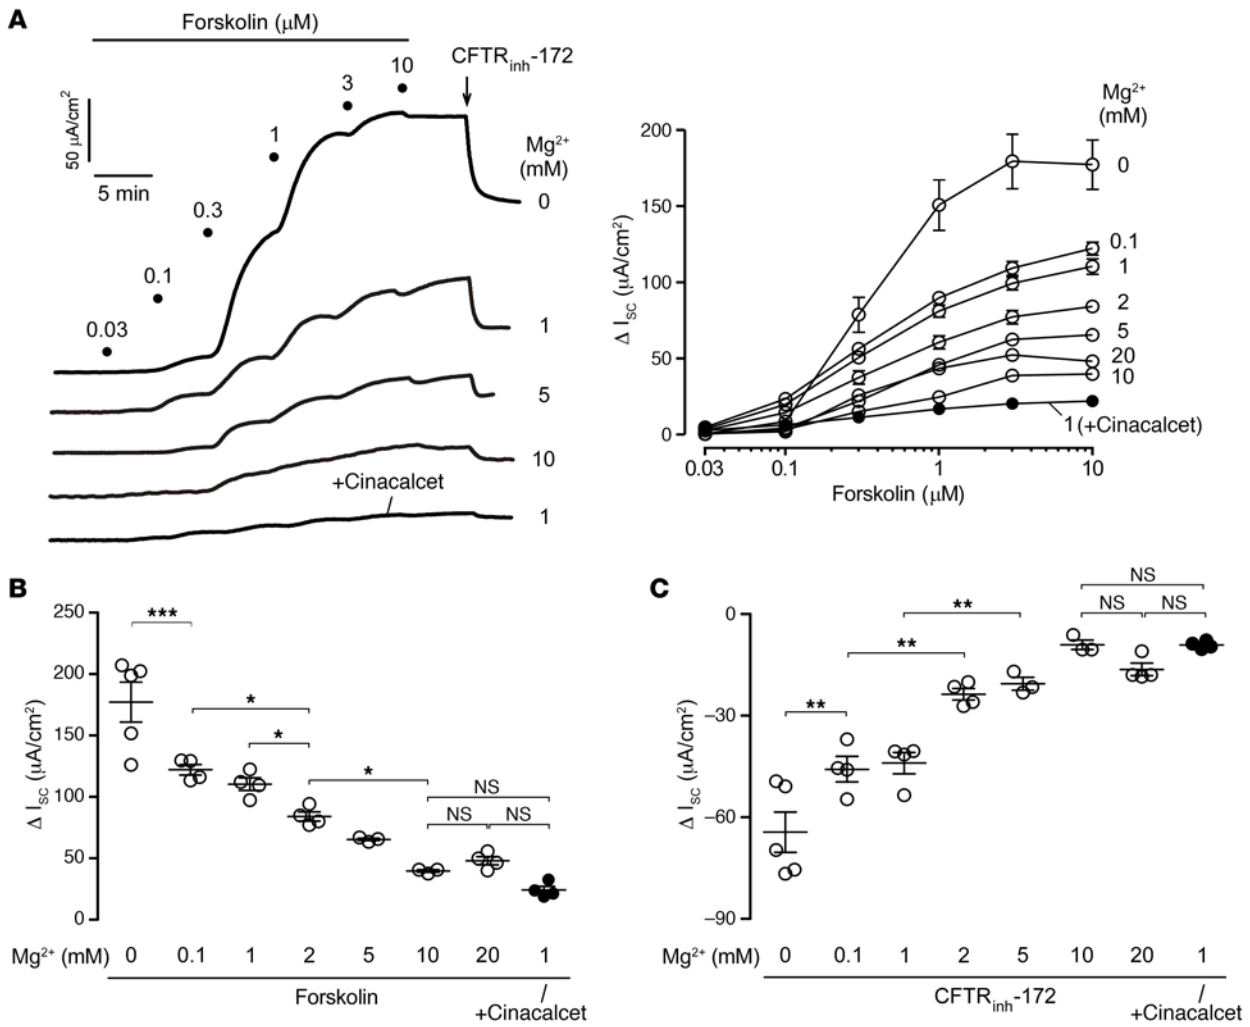 A
Forskolin (μM)
CFTRinh-172
50 μA/cm²
5 min
0.03
0.1
0.3
1
3
10
Mg²⁺
(mM)
0
1
5
10
+Cinacalcet
1
Δ ISC (μA/cm²)
200
150
100
50
0
0.03 0.1 1 10
Forskolin (μM)
Mg²⁺
(mM)
0
0.1
1
2
5
20
10
1 (+Cinacalcet)
B
Δ ISC (μA/cm²)
250
200
150
100
50
0
***
*
*
*
NS
NS NS
Mg²⁺ (mM) 0 0.1 1 2 5 10 20 1
Forskolin
+Cinacalcet
C
Δ ISC (μA/cm²)
0
–30
–60
–90
**
**
**
NS
NS NS
Mg²⁺ (mM) 0 0.1 1 2 5 10 20 1
CFTRinh-172
+Cinacalcet